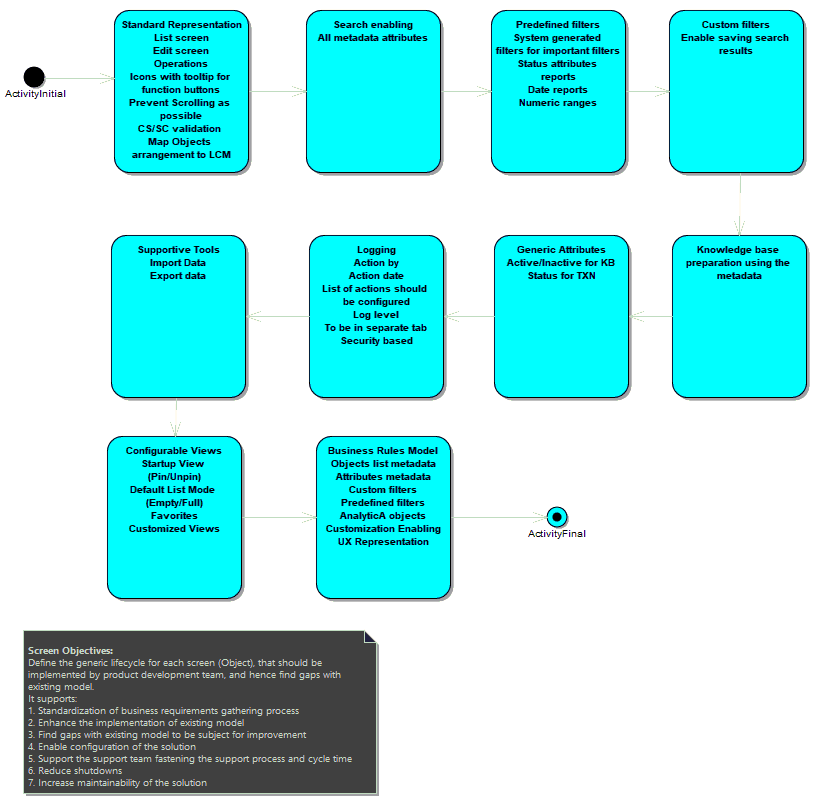 Standard Representation
List screen
Edit screen
Operations
Icons with tooltip for
function buttons
Prevent Scrolling as
possible
CS/SC validation
Map Objects
arrangement to LCM
Search enabling
All metadata attributes
Predefined filters
System generated
filters for important filters
Status attributes
reports
Date reports
Numeric ranges
Custom filters
Enable saving search
results
ActivityInitial
Supportive Tools
Import Data
Export data
Logging
Action by
Action date
List of actions should
be configured
Log level
To be in separate tab
Security based
Generic Attributes
Active/Inactive for KB
Status for TXN
Knowledge base
preparation using the
metadata
Configurable Views
Startup View
(Pin/Unpin)
Default List Mode
(Empty/Full)
Favorites
Customized Views
Business Rules Model
Objects list metadata
Attributes metadata
Custom filters
Predefined filters
AnalyticA objects
Customization Enabling
UX Representation
ActivityFinal
Screen Objectives:
Define the generic lifecycle for each screen (Object), that should be
implemented by product development team, and hence find gaps with
existing model.
It supports:
1. Standardization of business requirements gathering process
2. Enhance the implementation of existing model
3. Find gaps with existing model to be subject for improvement
4. Enable configuration of the solution
5. Support the support team fastening the support process and cycle time
6. Reduce shutdowns
7. Increase maintainability of the solution